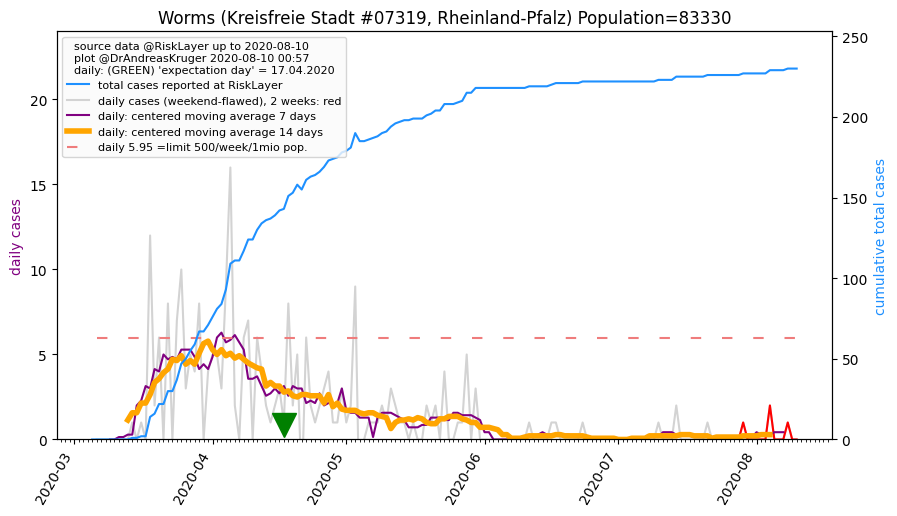 Worms (Kreisfreie Stadt #07319, Rheinland-Pfalz) Population=83330
source data @RiskLayer up to 2020-08-10
plot @DrAndreasKruger 2020-08-10 00:57
daily: (GREEN) 'expectation day' = 17.04.2020
total cases reported at RiskLayer
daily cases (weekend-flawed), 2 weeks: red
daily: centered moving average 7 days
daily: centered moving average 14 days
daily 5.95 =limit 500/week/1mio pop.
daily cases
20
15
10
5
0
cumulative total cases
250
200
150
100
50
0
2020-03
2020-04
2020-05
2020-06
2020-07
2020-08